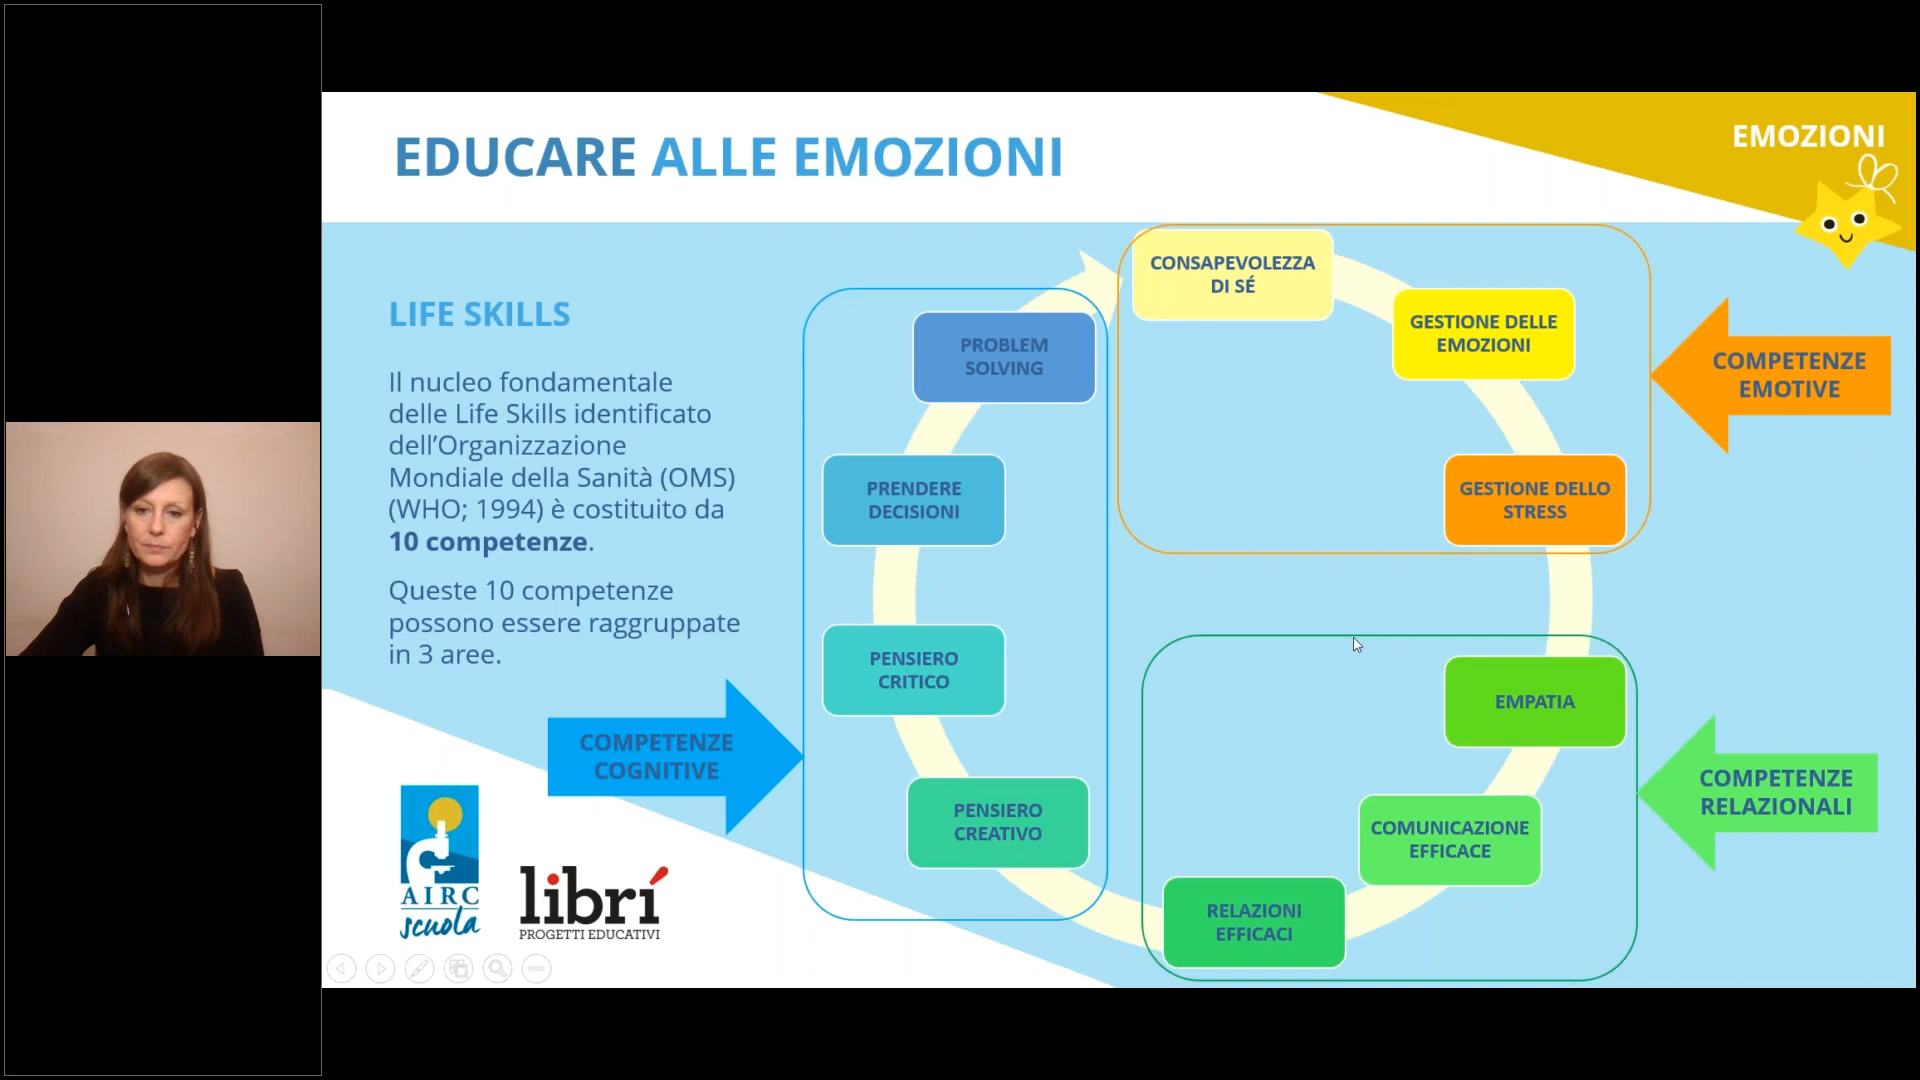 EDUCARE ALLE EMOZIONI
EMOZIONI
LIFE SKILLS
Il nucleo fondamentale
delle Life Skills identificato
dell’Organizzazione
Mondiale della Sanità (OMS)
(WHO; 1994) è costituito da
10 competenze.
Queste 10 competenze
possono essere raggruppate
in 3 aree.
COMPETENZE
COGNITIVE
PROBLEM
SOLVING
PRENDERE
DECISIONI
PENSIERO
CRITICO
PENSIERO
CREATIVO
CONSAPEVOLEZZA
DI SÉ
GESTIONE DELLE
EMOZIONI
GESTIONE DELLO
STRESS
COMPETENZE
EMOTIVE
EMPATIA
COMUNICAZIONE
EFFICACE
RELAZIONI
EFFICACI
COMPETENZE
RELAZIONALI
AIRC
scuola
librí
PROGETTI EDUCATIVI